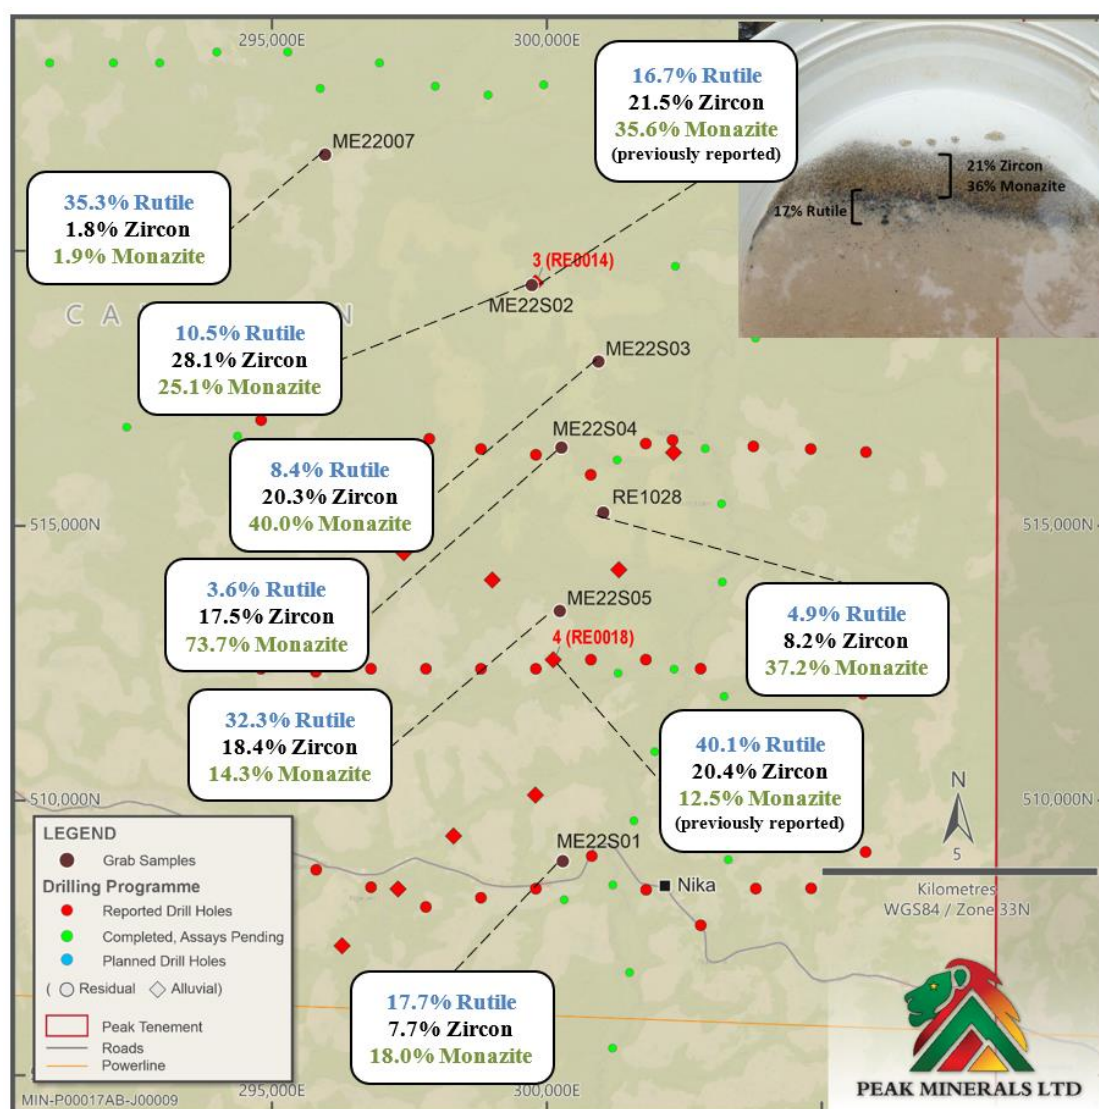 295,000E
300,000E
16.7% Rutile
21.5% Zircon
35.6% Monazite
(previously reported)
21% Zircon
36% Monazite
17% Rutile
ME22007
35.3% Rutile
1.8% Zircon
1.9% Monazite
3 (RE0014)
ME22S02
C A N
10.5% Rutile
28.1% Zircon
25.1% Monazite
ME22S03
ME22S04
8.4% Rutile
20.3% Zircon
40.0% Monazite
RE1028
515,000N
515,000N
3.6% Rutile
17.5% Zircon
73.7% Monazite
ME22S05
4 (RE0018)
4.9% Rutile
8.2% Zircon
37.2% Monazite
32.3% Rutile
18.4% Zircon
14.3% Monazite
40.1% Rutile
20.4% Zircon
12.5% Monazite
(previously reported)
510,000N
510,000N
N
5
Kilometres
WGS84 / Zone 33N
ME22S01
Nika
LEGEND
Grab Samples
Drilling Programme
Reported Drill Holes
Completed, Assays Pending
Planned Drill Holes
( Residual Alluvial)
Peak Tenement
Roads
Powerline
17.7% Rutile
7.7% Zircon
18.0% Monazite
295,000E
300,000E
MIN-P00017AB-J00009
PEAK MINERALS LTD